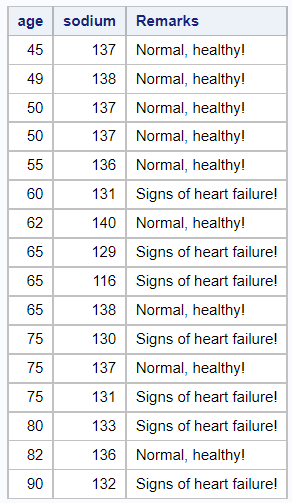 age sodium Remarks
45 137 Normal, healthy!
49 138 Normal, healthy!
50 137 Normal, healthy!
50 137 Normal, healthy!
55 136 Normal, healthy!
60 131 Signs of heart failure!
62 140 Normal, healthy!
65 129 Signs of heart failure!
65 116 Signs of heart failure!
65 138 Normal, healthy!
75 130 Signs of heart failure!
75 137 Normal, healthy!
75 131 Signs of heart failure!
80 133 Signs of heart failure!
82 136 Normal, healthy!
90 132 Signs of heart failure!